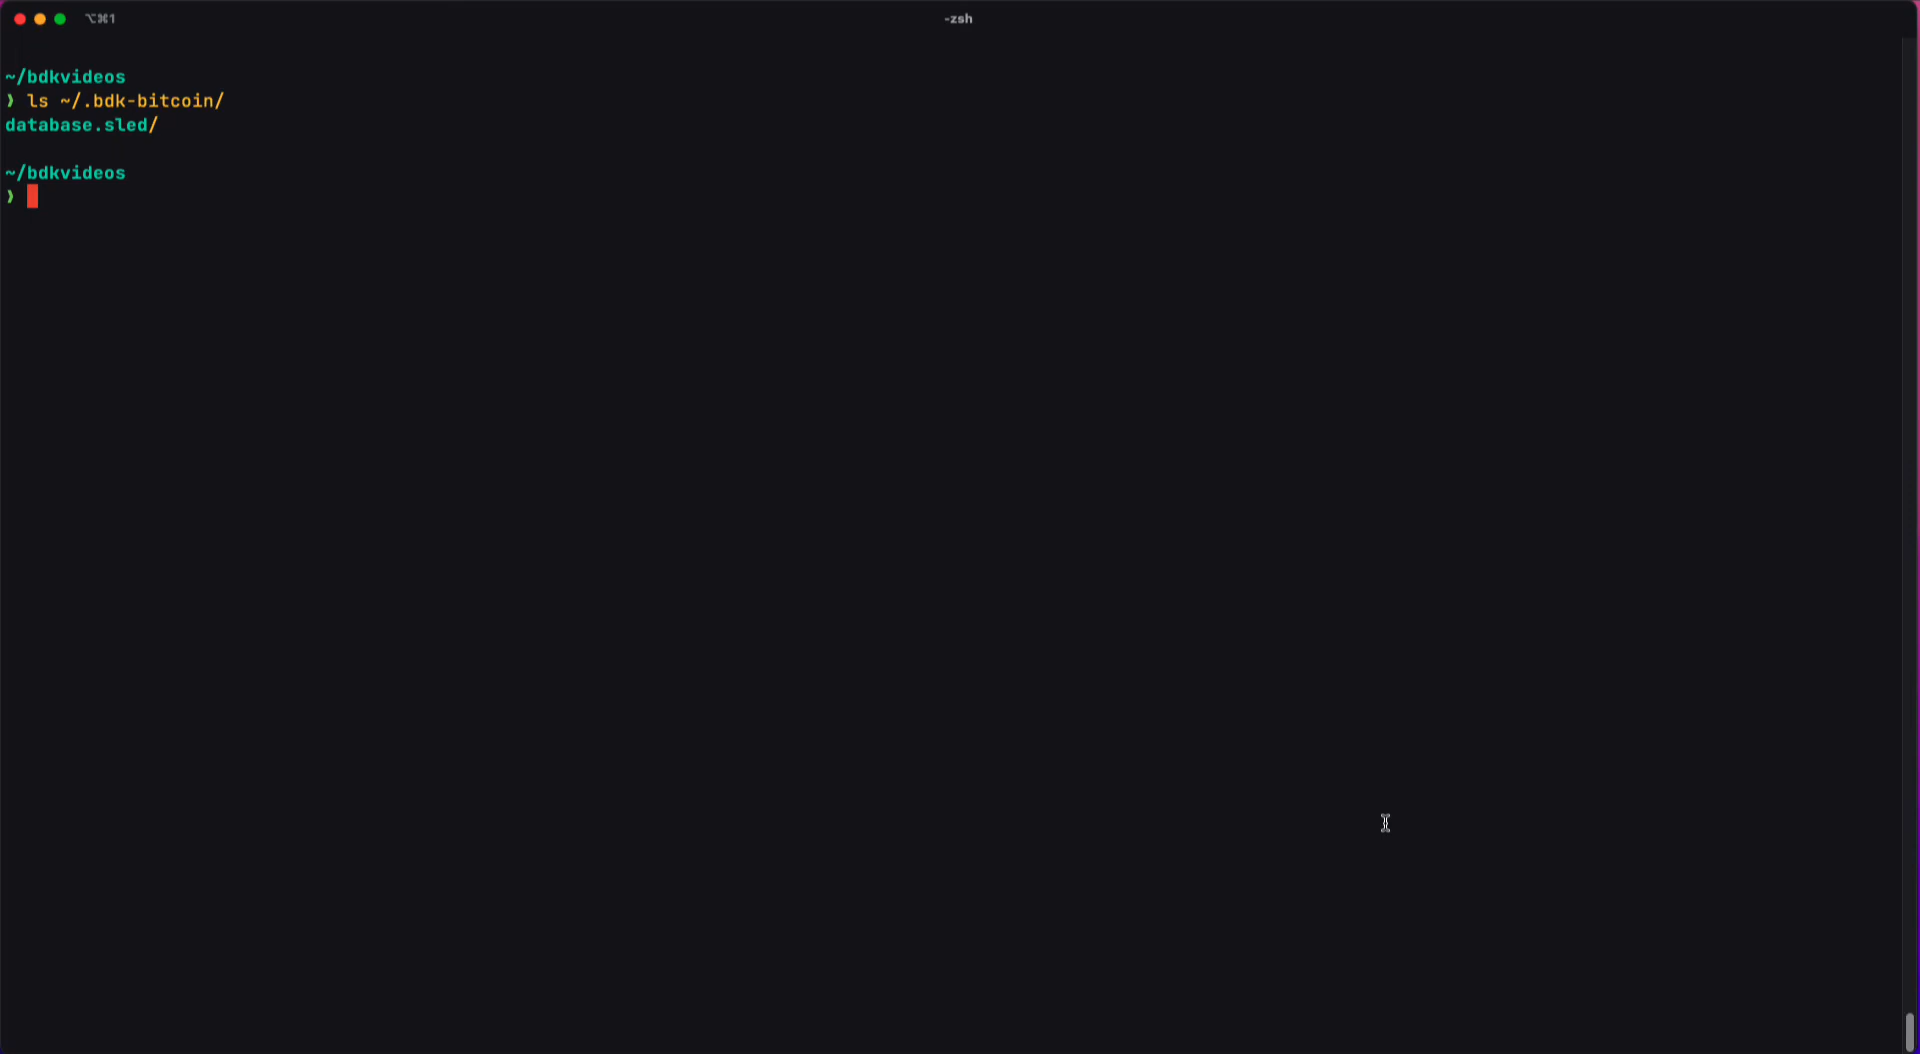 ⌥⌘1
-zsh
~/bdkvideos
❯ ls ~/.bdk-bitcoin/
database.sled/
~/bdkvideos
❯